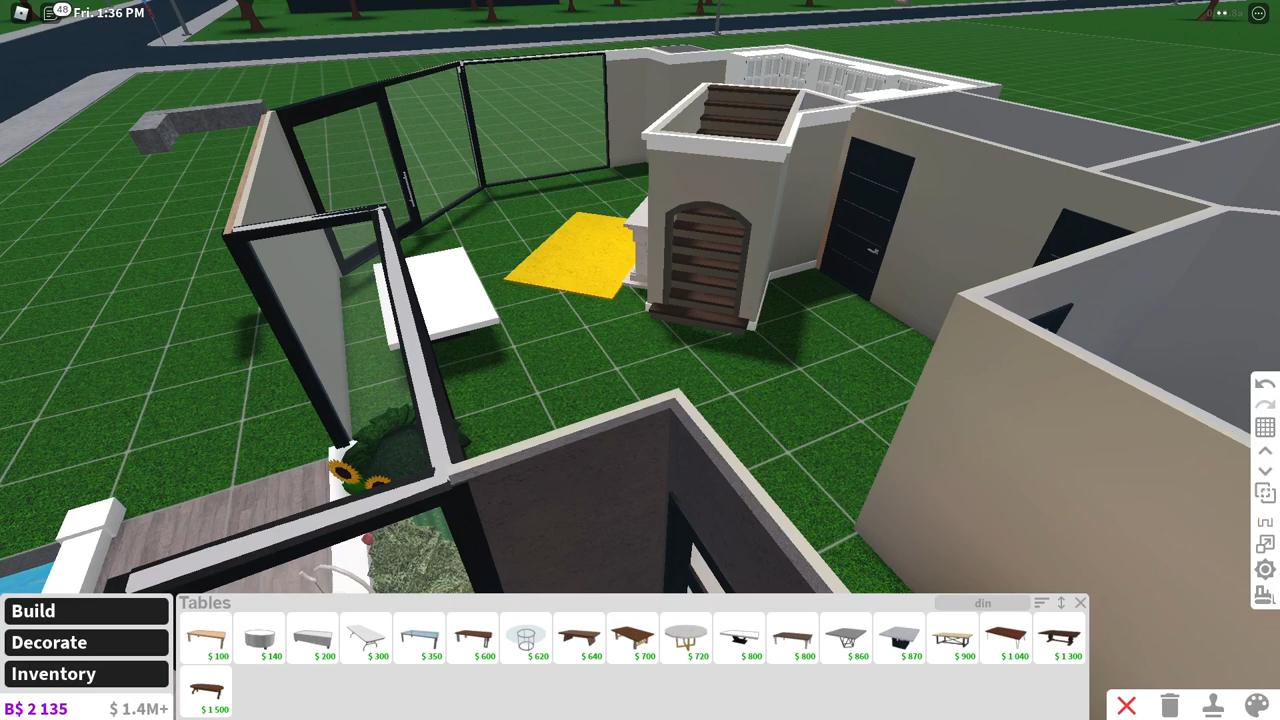 48 Fri. 1:36 PM
Tables
din
$ 100
$ 140
$ 200
$ 300
$ 350
$ 600
$ 620
$ 640
$ 700
$ 720
$ 800
$ 800
$ 860
$ 870
$ 900
$ 1 040
$ 1 300
$ 1 500
Build
Decorate
Inventory
B$ 2 135
$ 1.4M+